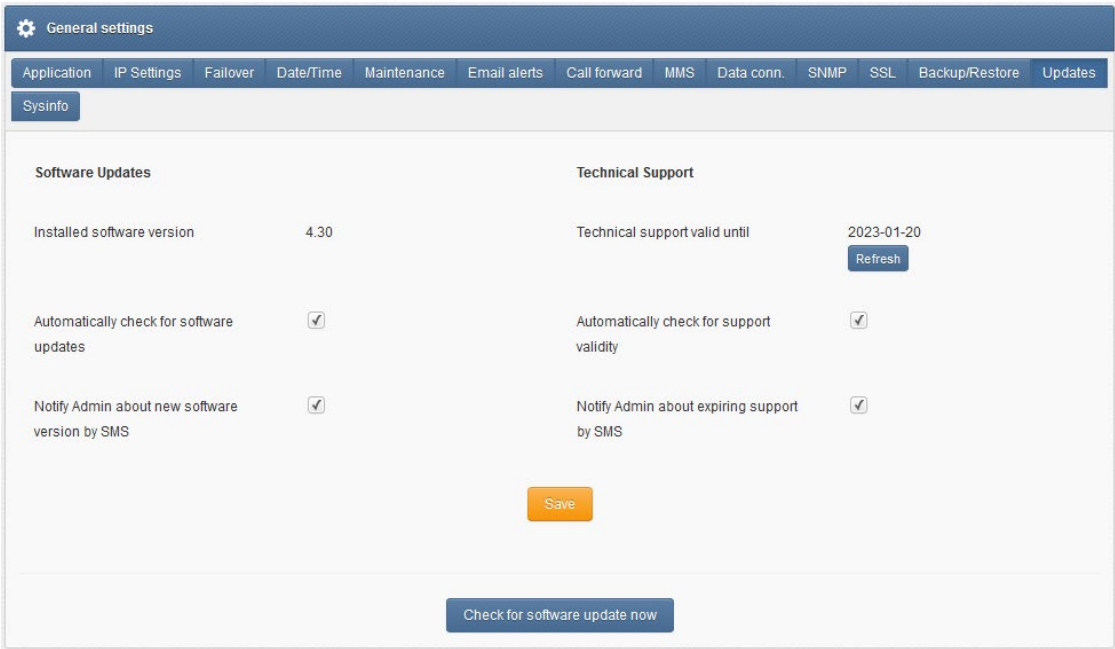 General settings
Application IP Settings Failover Date/Time Maintenance Email alerts Call forward MMS Data conn. SNMP SSL Backup/Restore Updates
Sysinfo
Software Updates
Technical Support
Installed software version 4.30
Technical support valid until 2023-01-20
Refresh
Automatically check for software
updates
Automatically check for support
validity
Notify Admin about new software
version by SMS
Notify Admin about expiring support
by SMS
Save
Check for software update now